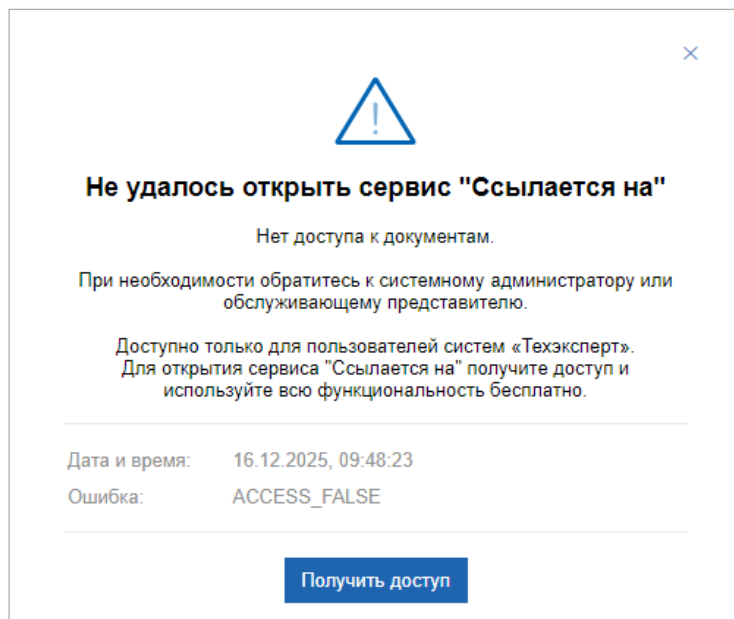 Не удалось открыть сервис "Ссылается на"
Нет доступа к документам.
При необходимости обратитесь к системному администратору или
обслуживающему представителю.
Доступно только для пользователей систем «Техэксперт».
Для открытия сервиса "Ссылается на" получите доступ и
используйте всю функциональность бесплатно.
Дата и время: 16.12.2025, 09:48:23
Ошибка: ACCESS_FALSE
Получить доступ